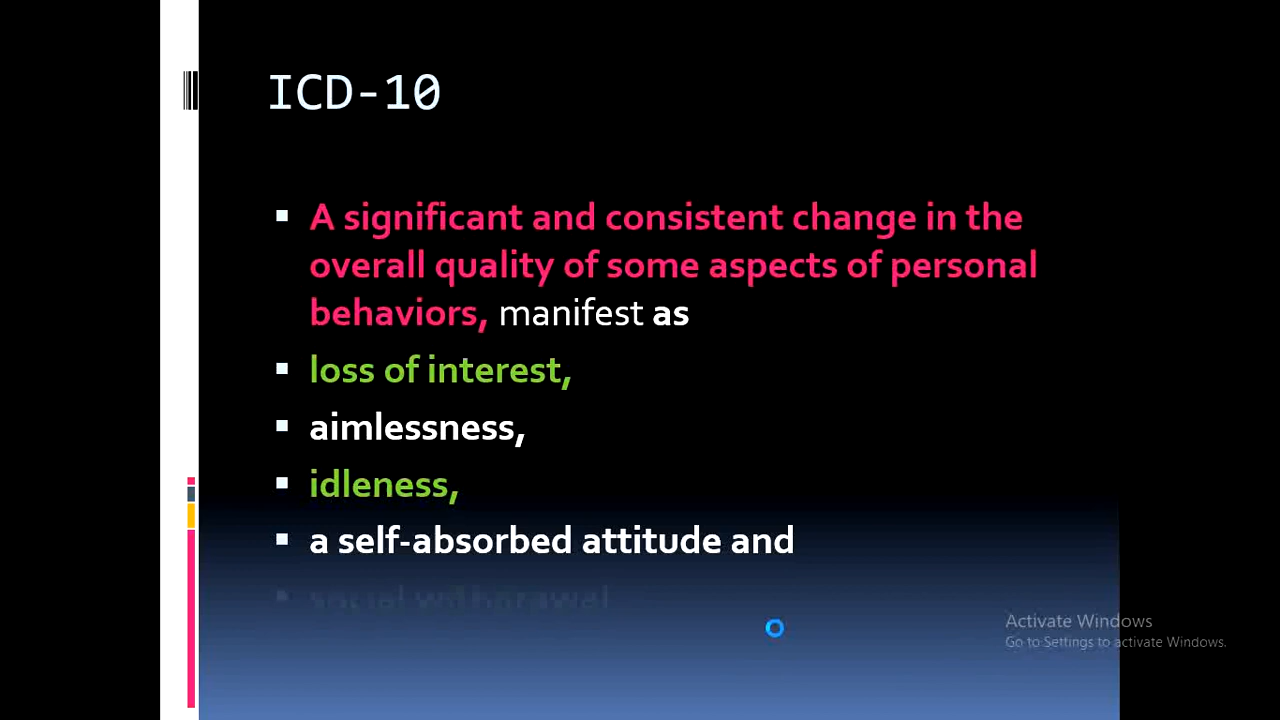 ICD-10
A significant and consistent change in the
overall quality of some aspects of personal
behaviors, manifest as
loss of interest,
aimlessness,
idleness,
a self-absorbed attitude and
social withdrawal
Activate Windows
Go to Settings to activate Windows.